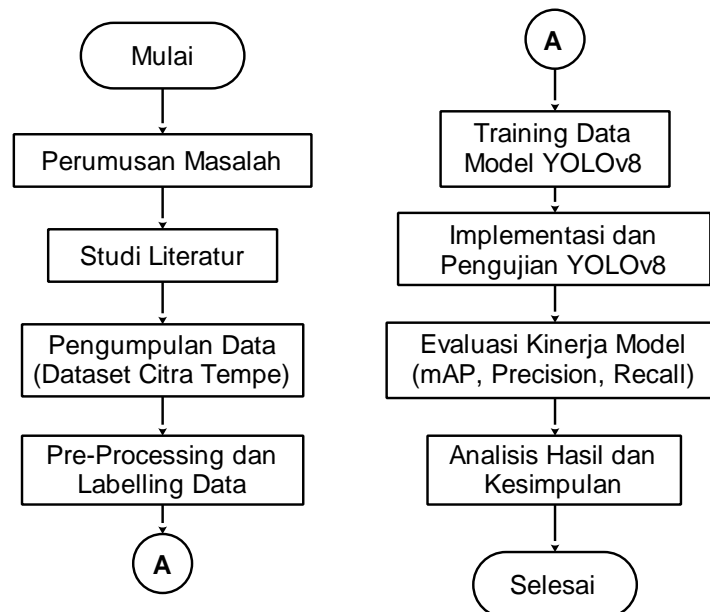 Mulai
Perumusan Masalah
Studi Literatur
Pengumpulan Data
(Dataset Citra Tempe)
Pre-Processing dan
Labelling Data
A
A
Training Data
Model YOLOv8
Implementasi dan
Pengujian YOLOv8
Evaluasi Kinerja Model
(mAP, Precision, Recall)
Analisis Hasil dan
Kesimpulan
Selesai